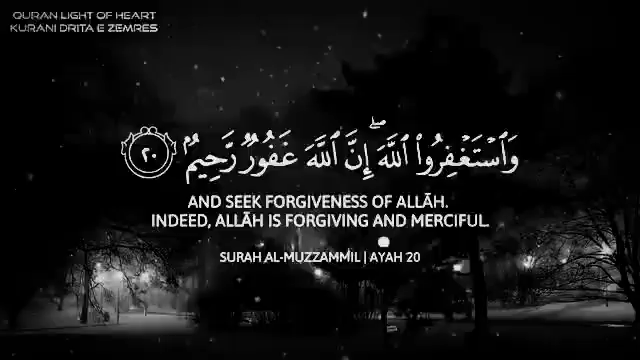 QURAN LIGHT OF HEART
KURANI DRITA E ZEMRES
وَٱسْتَغْفِرُوا۟ ٱللَّهَ ۖ إِنَّ ٱللَّهَ غَفُورٌ رَّحِيمٌۢ ٢٠
AND SEEK FORGIVENESS OF ALLĀH.
INDEED, ALLĀH IS FORGIVING AND MERCIFUL.
SURAH AL-MUZZAMMIL | AYAH 20